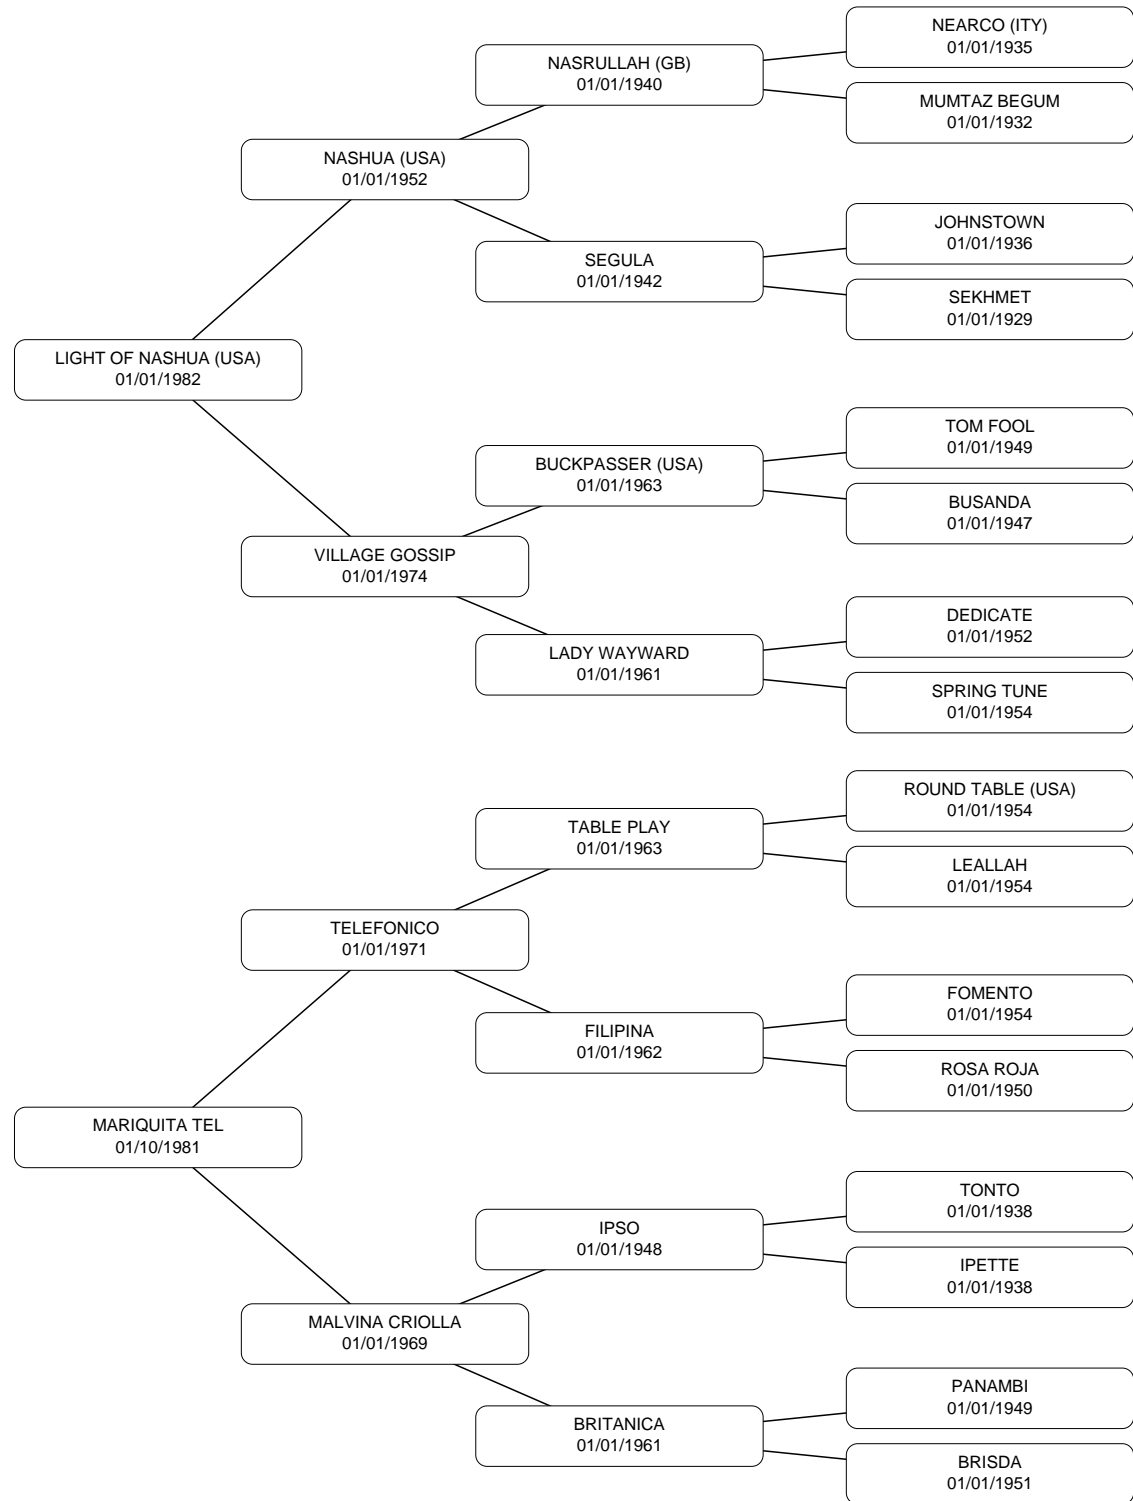 NEARCO (ITY)
01/01/1935
NASRULLAH (GB)
01/01/1940
MUMTAZ BEGUM
01/01/1932
NASHUA (USA)
01/01/1952
JOHNSTOWN
01/01/1936
SEGULA
01/01/1942
SEKHMET
01/01/1929
LIGHT OF NASHUA (USA)
01/01/1982
TOM FOOL
01/01/1949
BUCKPASSER (USA)
01/01/1963
BUSANDA
01/01/1947
VILLAGE GOSSIP
01/01/1974
DEDICATE
01/01/1952
LADY WAYWARD
01/01/1961
SPRING TUNE
01/01/1954
ROUND TABLE (USA)
01/01/1954
TABLE PLAY
01/01/1963
LEALLAH
01/01/1954
TELEFONICO
01/01/1971
FOMENTO
01/01/1954
FILIPINA
01/01/1962
ROSA ROJA
01/01/1950
MARIQUITA TEL
01/10/1981
TONTO
01/01/1938
IPSO
01/01/1948
IPETTE
01/01/1938
MALVINA CRIOLLA
01/01/1969
PANAMBI
01/01/1949
BRITANICA
01/01/1961
BRISDA
01/01/1951